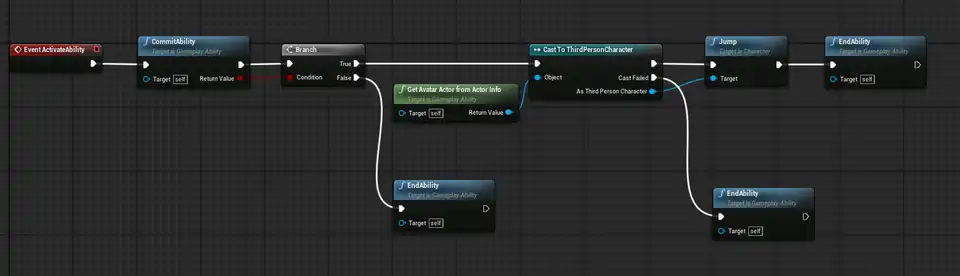 Event ActivateAbility
CommitAbility
Target is Gameplay Ability
Target self
Return Value
Branch
True
Condition
False
Get Avatar Actor from Actor Info
Target is Gameplay Ability
Target self
Return Value
EndAbility
Target is Gameplay Ability
Target self
Cast To ThirdPersonCharacter
Object
Cast Failed
As Third Person Character
Jump
Target is Character
Target
EndAbility
Target is Gameplay Ability
Target self
EndAbility
Target is Gameplay Ability
Target self